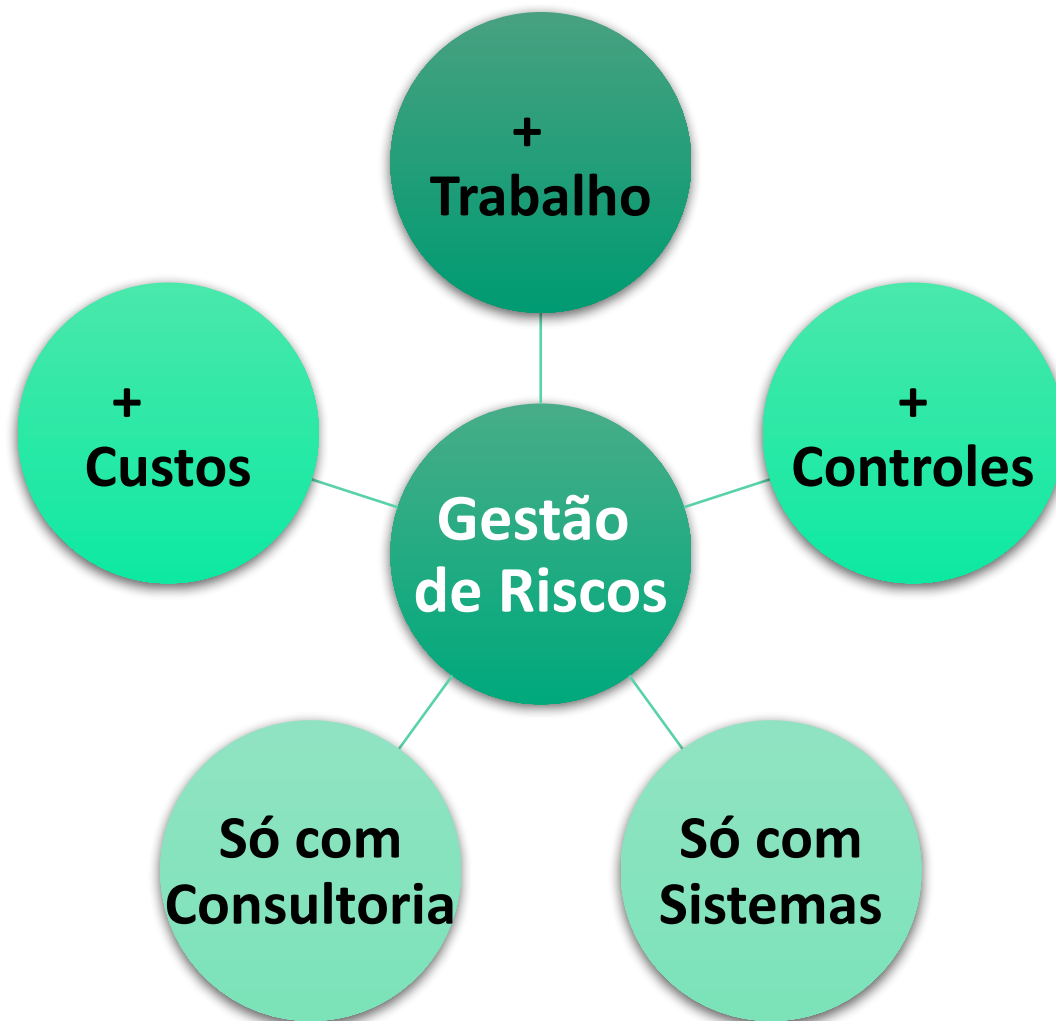 +
Trabalho
+
Custos
+
Controles
Gestão
de Riscos
Só com
Consultoria
Só com
Sistemas